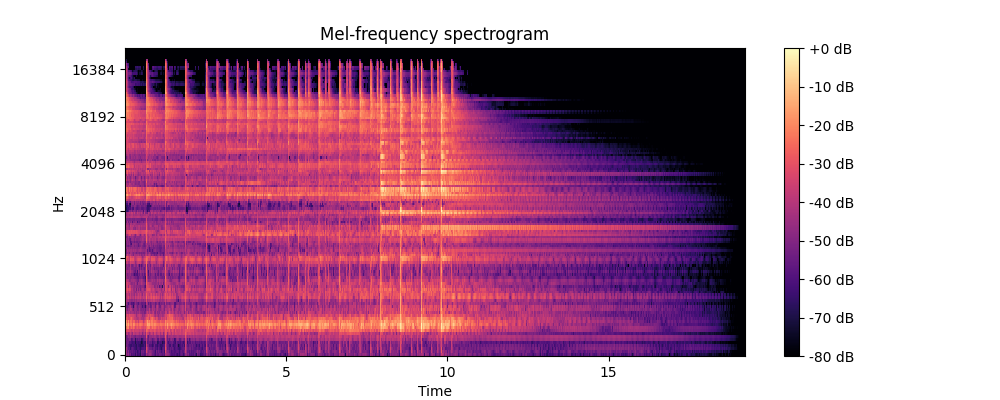 Mel-frequency spectrogram
16384
8192
4096
2048
1024
512
0
Hz
0
5
10
15
Time
+0 dB
-10 dB
-20 dB
-30 dB
-40 dB
-50 dB
-60 dB
-70 dB
-80 dB